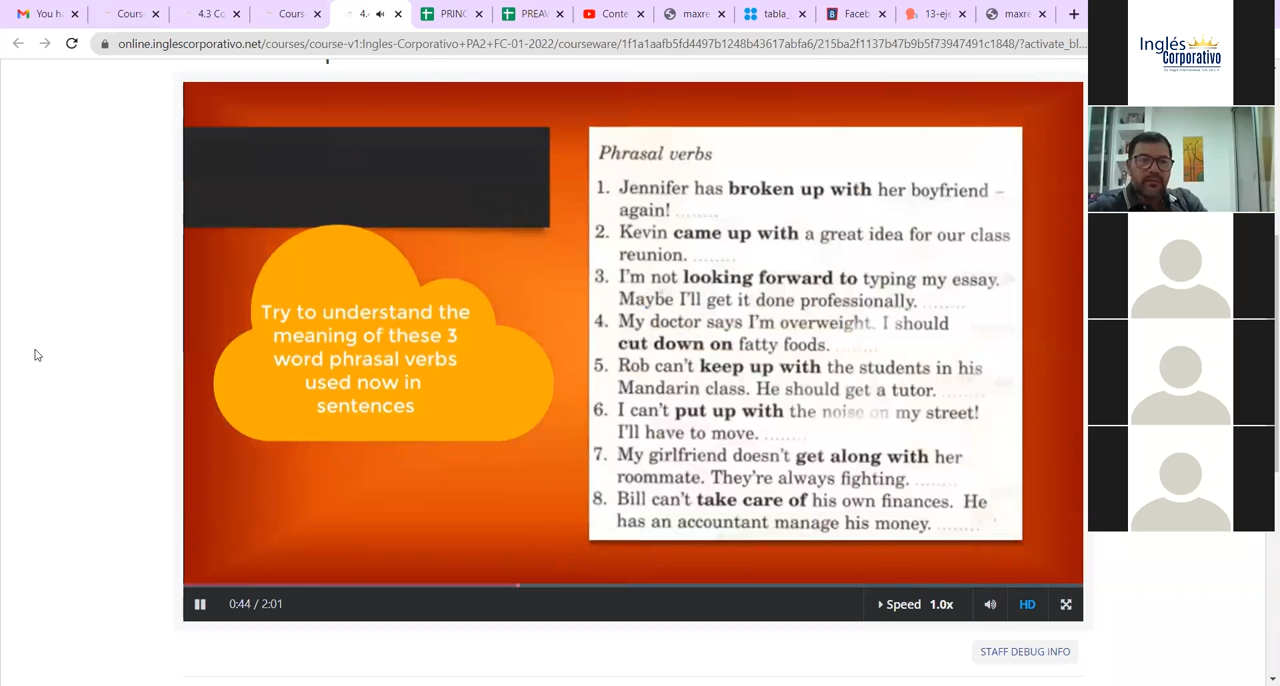 You ha
Course
4.3 Co
Course
4.
PRINC
PREAV
Conte
maxre
tabla_
Faceb
13-eje
maxre
online.inglescorporativo.net/courses/course-v1:Ingles-Corporativo+PA2+FC-01-2022/courseware/1f1a1aafb5fd4497b1248b43617abfa6/215ba2f1137b47b9b5f73947491c1848/?activate_bl...
Inglés
Corporativo
Try to understand the
meaning of these 3
word phrasal verbs
used now in
sentences
Phrasal verbs
1. Jennifer has broken up with her boyfriend –
again! ........
2. Kevin came up with a great idea for our class
reunion. ........
3. I'm not looking forward to typing my essay.
Maybe I'll get it done professionally. ........
4. My doctor says I'm overweight. I should
cut down on fatty foods. ........
5. Rob can't keep up with the students in his
Mandarin class. He should get a tutor. ........
6. I can't put up with the noise on my street!
I'll have to move. ........
7. My girlfriend doesn't get along with her
roommate. They're always fighting. ........
8. Bill can't take care of his own finances. He
has an accountant manage his money. ........
0:44 / 2:01
Speed 1.0x
HD
STAFF DEBUG INFO